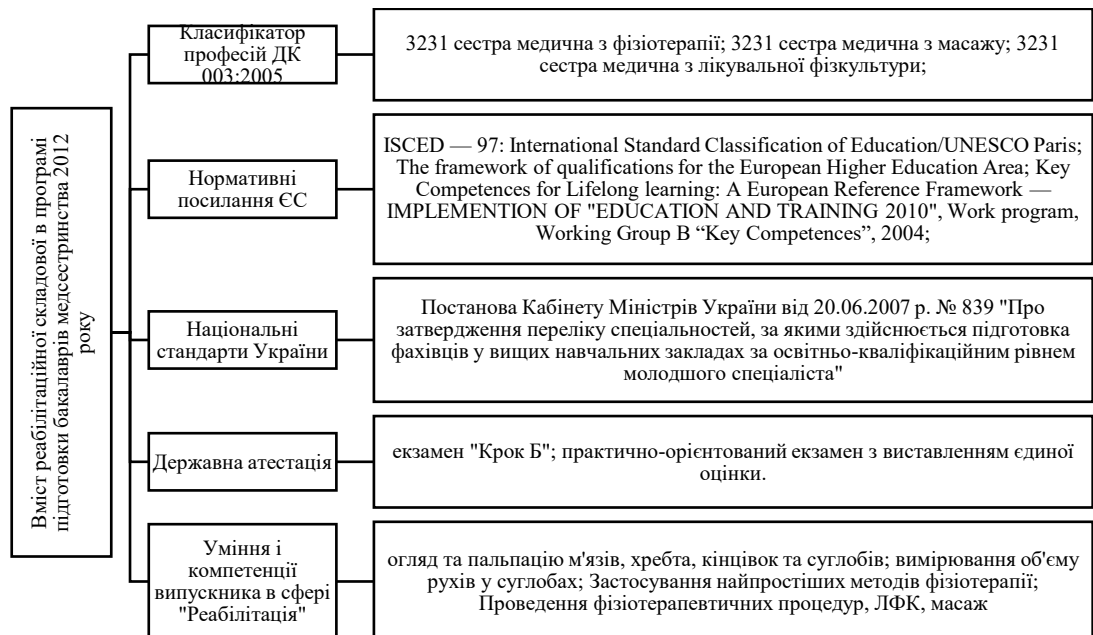 Вміст реабілітаційної складової в програмі
підготовки бакалаврів медсестринства 2012
року
Класифікатор
професій ДК
003:2005
3231 сестра медична з фізіотерапії; 3231 сестра медична з масажу; 3231
сестра медична з лікувальної фізкультури;
Нормативні
посилання ЄС
ISCED — 97: International Standard Classification of Education/UNESCO Paris;
The framework of qualifications for the European Higher Education Area; Key
Competences for Lifelong learning: A European Reference Framework —
IMPLEMENTION OF "EDUCATION AND TRAINING 2010", Work program,
Working Group B “Key Competences”, 2004;
Національні
стандарти України
Постанова Кабінету Міністрів України від 20.06.2007 р. № 839 "Про
затвердження переліку спеціальностей, за якими здійснюється підготовка
фахівців у вищих навчальних закладах за освітньо-кваліфікаційним рівнем
молодшого спеціаліста"
Державна атестація
екзамен "Крок Б"; практично-орієнтований екзамен з виставленням єдиної
оцінки.
Уміння і
компетенції
випускника в сфері
"Реабілітація"
огляд та пальпацію м'язів, хребта, кінцівок та суглобів; вимірювання об'єму
рухів у суглобах; Застосування найпростіших методів фізіотерапії;
Проведення фізіотерапевтичних процедур, ЛФК, масаж